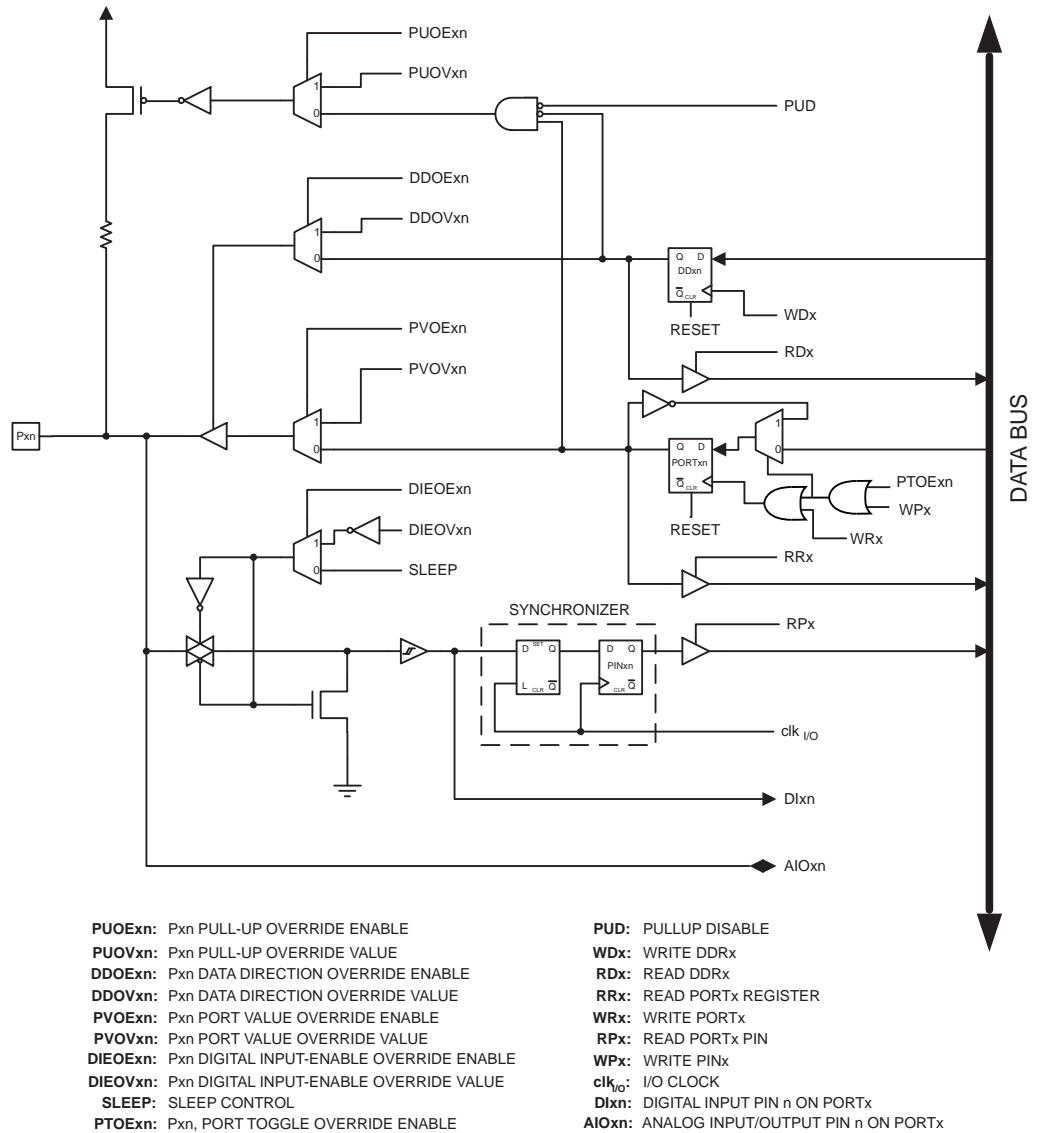 PUOExn
PUOVxn
1
0
PUD
DDOExn
DDOVxn
1
0
Q D
DDxn
Q CLR
WDx
RESET
RDx
PVOExn
PVOVxn
1
0
Pxn
1
0
Q D
PORTxn
Q CLR
RESET
PTOExn
WPx
WRx
RRx
DATA BUS
DIEOExn
DIEOVxn
1
0
SLEEP
SYNCHRONIZER
D SET Q
L CLR Q
D Q
PINxn
CLR Q
RPx
clk I/O
DIxn
AIOxn
PUOExn: Pxn PULL-UP OVERRIDE ENABLE
PUOVxn: Pxn PULL-UP OVERRIDE VALUE
DDOExn: Pxn DATA DIRECTION OVERRIDE ENABLE
DDOVxn: Pxn DATA DIRECTION OVERRIDE VALUE
PVOExn: Pxn PORT VALUE OVERRIDE ENABLE
PVOVxn: Pxn PORT VALUE OVERRIDE VALUE
DIEOExn: Pxn DIGITAL INPUT-ENABLE OVERRIDE ENABLE
DIEOVxn: Pxn DIGITAL INPUT-ENABLE OVERRIDE VALUE
SLEEP: SLEEP CONTROL
PTOExn: Pxn, PORT TOGGLE OVERRIDE ENABLE
PUD: PULLUP DISABLE
WDx: WRITE DDRx
RDx: READ DDRx
RRx: READ PORTx REGISTER
WRx: WRITE PORTx
RPx: READ PORTx PIN
WPx: WRITE PINx
clkI/O: I/O CLOCK
DIxn: DIGITAL INPUT PIN n ON PORTx
AIOxn: ANALOG INPUT/OUTPUT PIN n ON PORTx